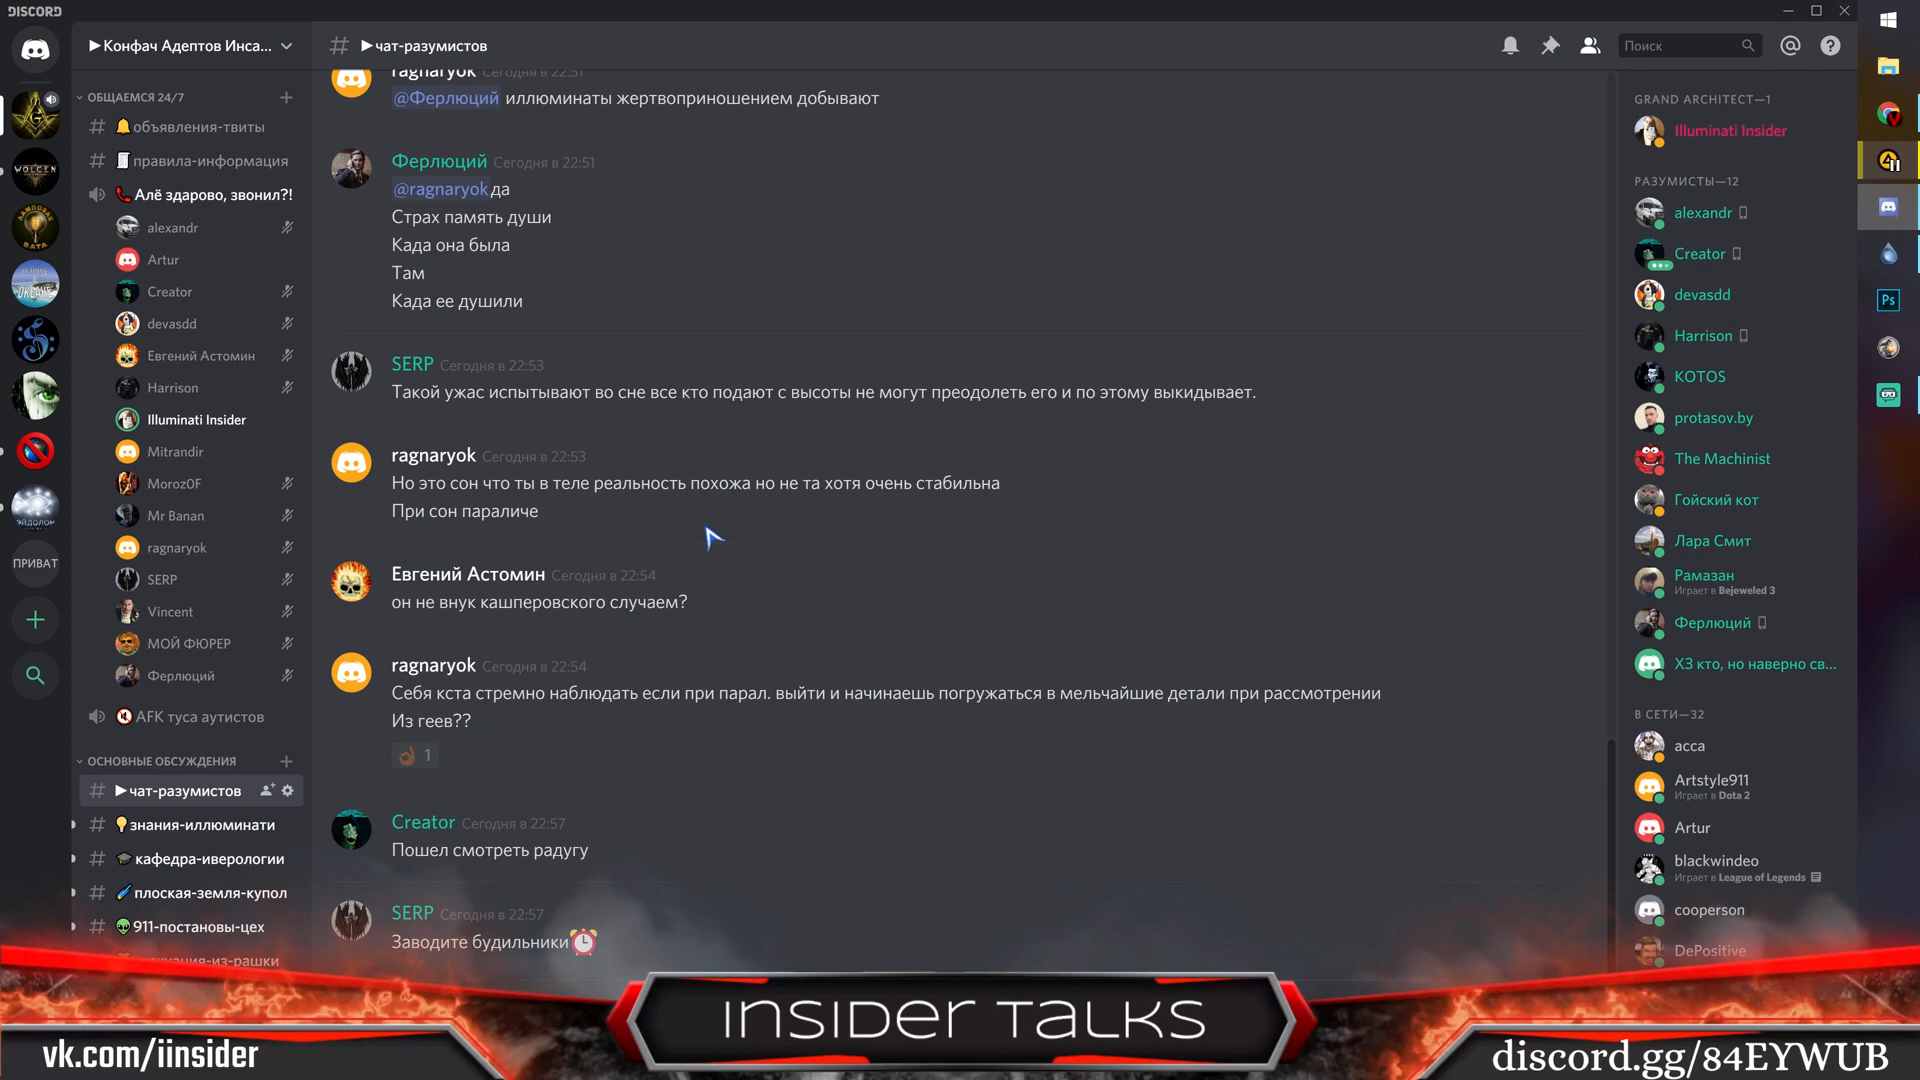 DISCORD
▶Конфач Адептов Инса...
ОБЩАЕМСЯ 24/7
# 🔔объявления-твиты
# правила-информация
📞Алё здарово, звонил?!
alexandr
Artur
Creator
devasdd
Евгений Астомин
Harrison
Illuminati Insider
Mitrandir
Moroz0F
Mr Banan
ragnaryok
SERP
Vincent
МОЙ ФЮРЕР
Ферлюций
AFK туса аутистов
ОСНОВНЫЕ ОБСУЖДЕНИЯ
# ▶чат-разумистов
# 💡знания-иллюминати
# 🎓кафедра-иверологии
# плоская-земля-купол
# 👽911-постановы-цех
-из-рашки
WOLCEN
ЭЙДОЛОН
ПРИВАТ
# ▶чат-разумистов
Поиск
ragnaryok Сегодня в 22:51
@Ферлюций иллюминаты жертвоприношением добывают
Ферлюций Сегодня в 22:51
@ragnaryok да
Страх память души
Када она была
Там
Када ее душили
SERP Сегодня в 22:53
Такой ужас испытывают во сне все кто подают с высоты не могут преодолеть его и по этому выкидывает.
ragnaryok Сегодня в 22:53
Но это сон что ты в теле реальность похожа но не та хотя очень стабильна
При сон параличе
Евгений Астомин Сегодня в 22:54
он не внук кашперовского случаем?
ragnaryok Сегодня в 22:54
Себя кста стремно наблюдать если при парал. выйти и начинаешь погружаться в мельчайшие детали при рассмотрении
Из геев??
👌🏿 1
Creator Сегодня в 22:57
Пошел смотреть радугу
SERP Сегодня в 22:57
Заводите будильники⏰
GRAND ARCHITECT—1
Illuminati Insider
РАЗУМИСТЫ—12
alexandr
Creator
devasdd
Harrison
KOTOS
protasov.by
The Machinist
Гойский кот
Лара Смит
Рамазан
Играет в Bejeweled 3
Ферлюций
ХЗ кто, но наверно св...
В СЕТИ—32
acca
Artstyle911
Играет в Dota 2
Artur
blackwindeo
Играет в League of Legends
cooperson
DePositive
Ps
vk.com/iinsider
INSIDER TALKS
discord.gg/84EYWUB